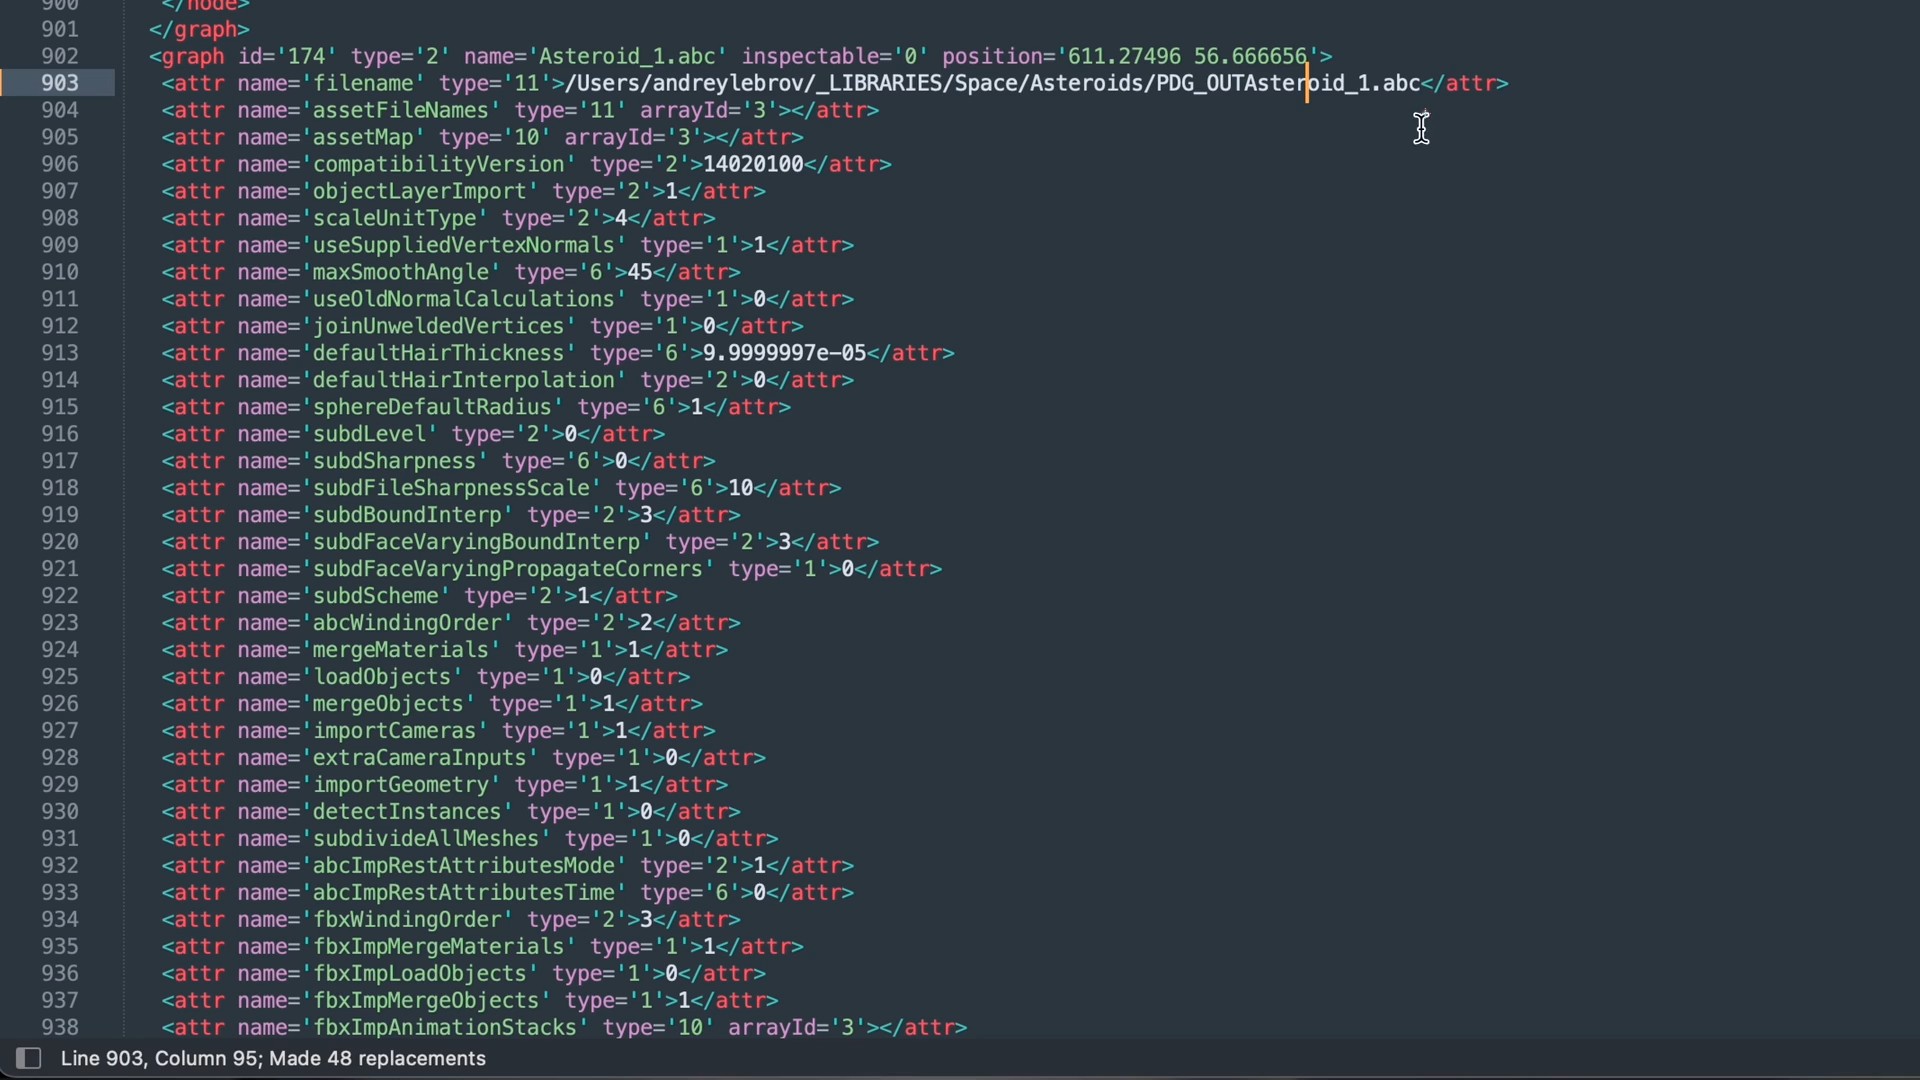 900 </node>
901 </graph>
902 <graph id='174' type='2' name='Asteroid_1.abc' inspectable='0' position='611.27496 56.666656'>
903 <attr name='filename' type='11'>/Users/andreylebrov/_LIBRARIES/Space/Asteroids/PDG_OUTAsteroid_1.abc</attr>
904 <attr name='assetFileNames' type='11' arrayId='3'></attr>
905 <attr name='assetMap' type='10' arrayId='3'></attr>
906 <attr name='compatibilityVersion' type='2'>14020100</attr>
907 <attr name='objectLayerImport' type='2'>1</attr>
908 <attr name='scaleUnitType' type='2'>4</attr>
909 <attr name='useSuppliedVertexNormals' type='1'>1</attr>
910 <attr name='maxSmoothAngle' type='6'>45</attr>
911 <attr name='useOldNormalCalculations' type='1'>0</attr>
912 <attr name='joinUnweldedVertices' type='1'>0</attr>
913 <attr name='defaultHairThickness' type='6'>9.9999997e-05</attr>
914 <attr name='defaultHairInterpolation' type='2'>0</attr>
915 <attr name='sphereDefaultRadius' type='6'>1</attr>
916 <attr name='subdLevel' type='2'>0</attr>
917 <attr name='subdSharpness' type='6'>0</attr>
918 <attr name='subdFileSharpnessScale' type='6'>10</attr>
919 <attr name='subdBoundInterp' type='2'>3</attr>
920 <attr name='subdFaceVaryingBoundInterp' type='2'>3</attr>
921 <attr name='subdFaceVaryingPropagateCorners' type='1'>0</attr>
922 <attr name='subdScheme' type='2'>1</attr>
923 <attr name='abcWindingOrder' type='2'>2</attr>
924 <attr name='mergeMaterials' type='1'>1</attr>
925 <attr name='loadObjects' type='1'>0</attr>
926 <attr name='mergeObjects' type='1'>1</attr>
927 <attr name='importCameras' type='1'>1</attr>
928 <attr name='extraCameraInputs' type='1'>0</attr>
929 <attr name='importGeometry' type='1'>1</attr>
930 <attr name='detectInstances' type='1'>0</attr>
931 <attr name='subdivideAllMeshes' type='1'>0</attr>
932 <attr name='abcImpRestAttributesMode' type='2'>1</attr>
933 <attr name='abcImpRestAttributesTime' type='6'>0</attr>
934 <attr name='fbxWindingOrder' type='2'>3</attr>
935 <attr name='fbxImpMergeMaterials' type='1'>1</attr>
936 <attr name='fbxImpLoadObjects' type='1'>0</attr>
937 <attr name='fbxImpMergeObjects' type='1'>1</attr>
938 <attr name='fbxImpAnimationStacks' type='10' arrayId='3'></attr>
Line 903, Column 95; Made 48 replacements